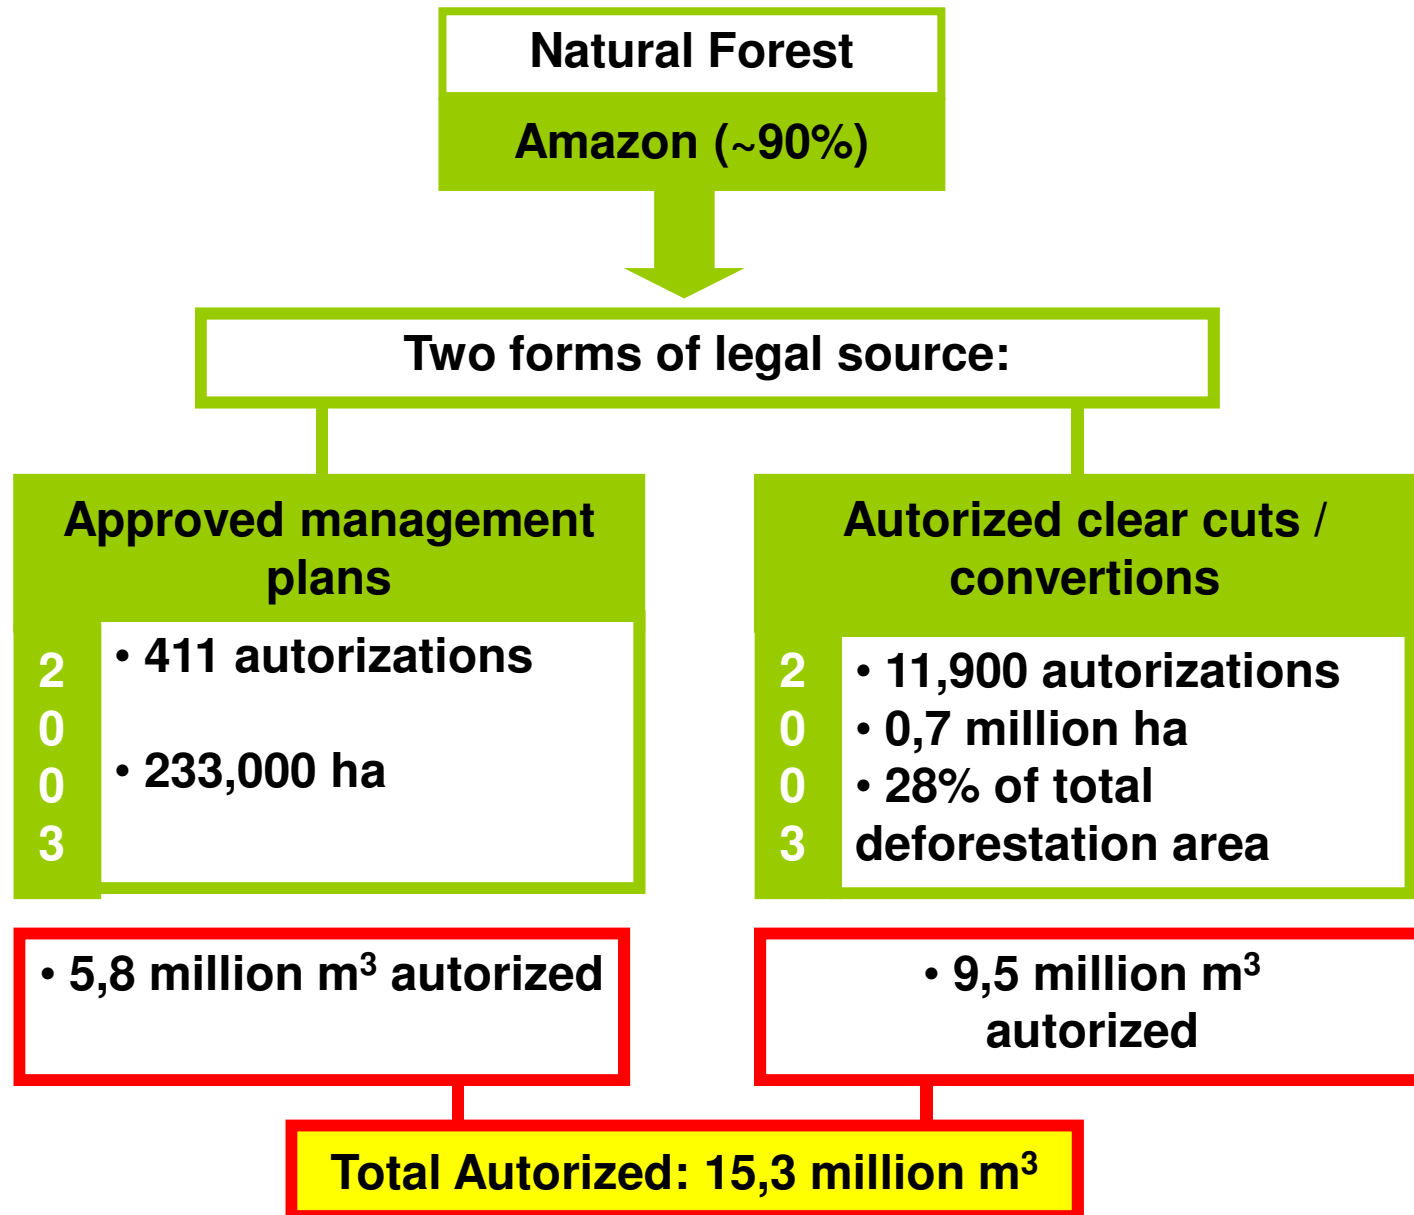 Natural Forest
Amazon (~90%)
Two forms of legal source:
Approved management
plans
2
0
0
3
• 411 autorizations
• 233,000 ha
Autorized clear cuts /
convertions
2
0
0
3
• 11,900 autorizations
• 0,7 million ha
• 28% of total
deforestation area
• 5,8 million m³ autorized
• 9,5 million m³
autorized
Total Autorized: 15,3 million m³